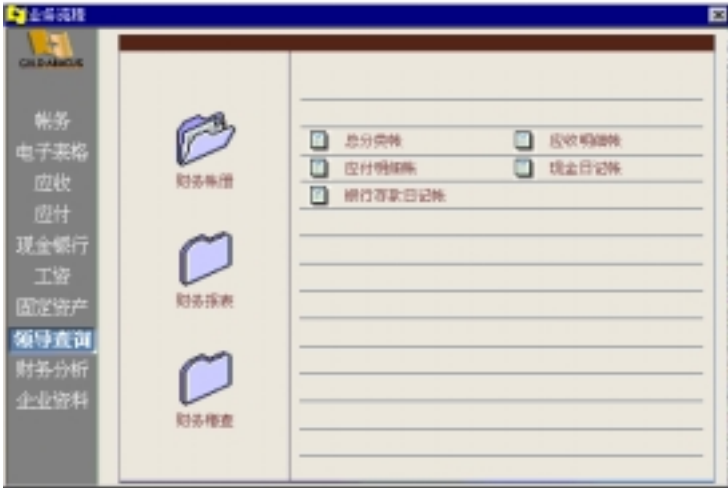 业务流程
GOLDABACUS
帐务
电子表格
应收
应付
现金银行
工资
固定资产
领导查询
财务分析
企业资料
财务帐册
财务报表
财务稽查
总分类帐 应收明细帐
应付明细帐 现金日记帐
银行存款日记帐